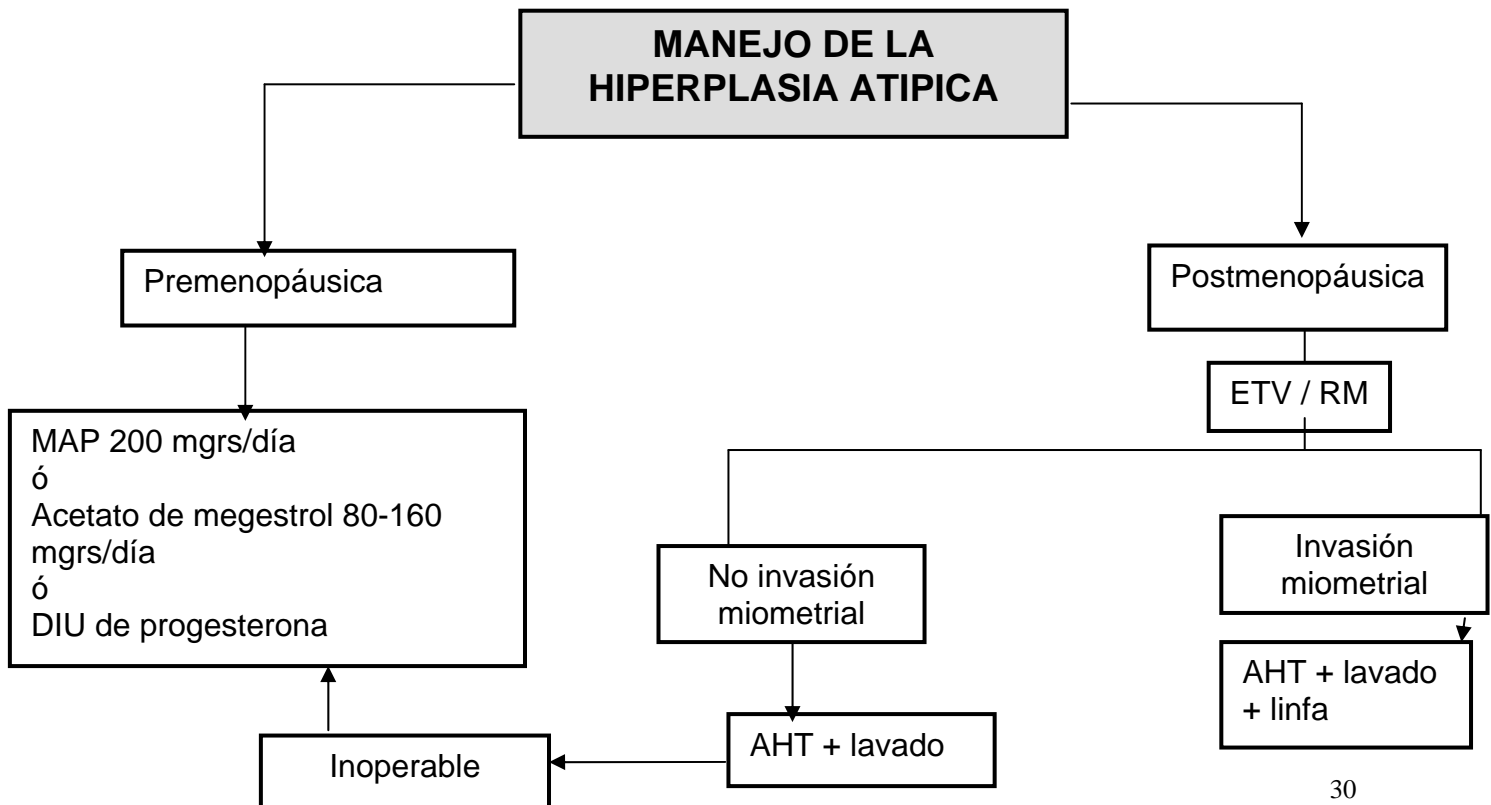 MANEJO DE LA
HIPERPLASIA ATIPICA
Premenopáusica
Postmenopáusica
ETV / RM
MAP 200 mgrs/día
ó
Acetato de megestrol 80-160
mgrs/día
ó
DIU de progesterona
No invasión
miometrial
Invasión
miometrial
AHT + lavado
+ linfa
AHT + lavado
Inoperable
30